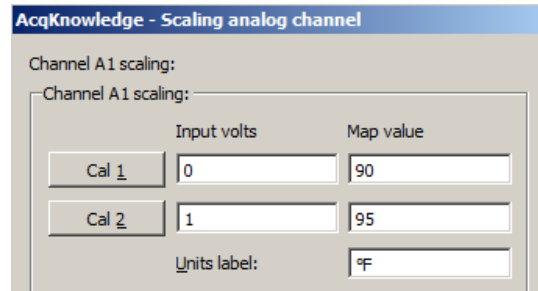 AcqKnowledge - Scaling analog channel
Channel A1 scaling:
Channel A1 scaling:
Input volts Map value
Cal 1 0 90
Cal 2 1 95
Units label: ºF